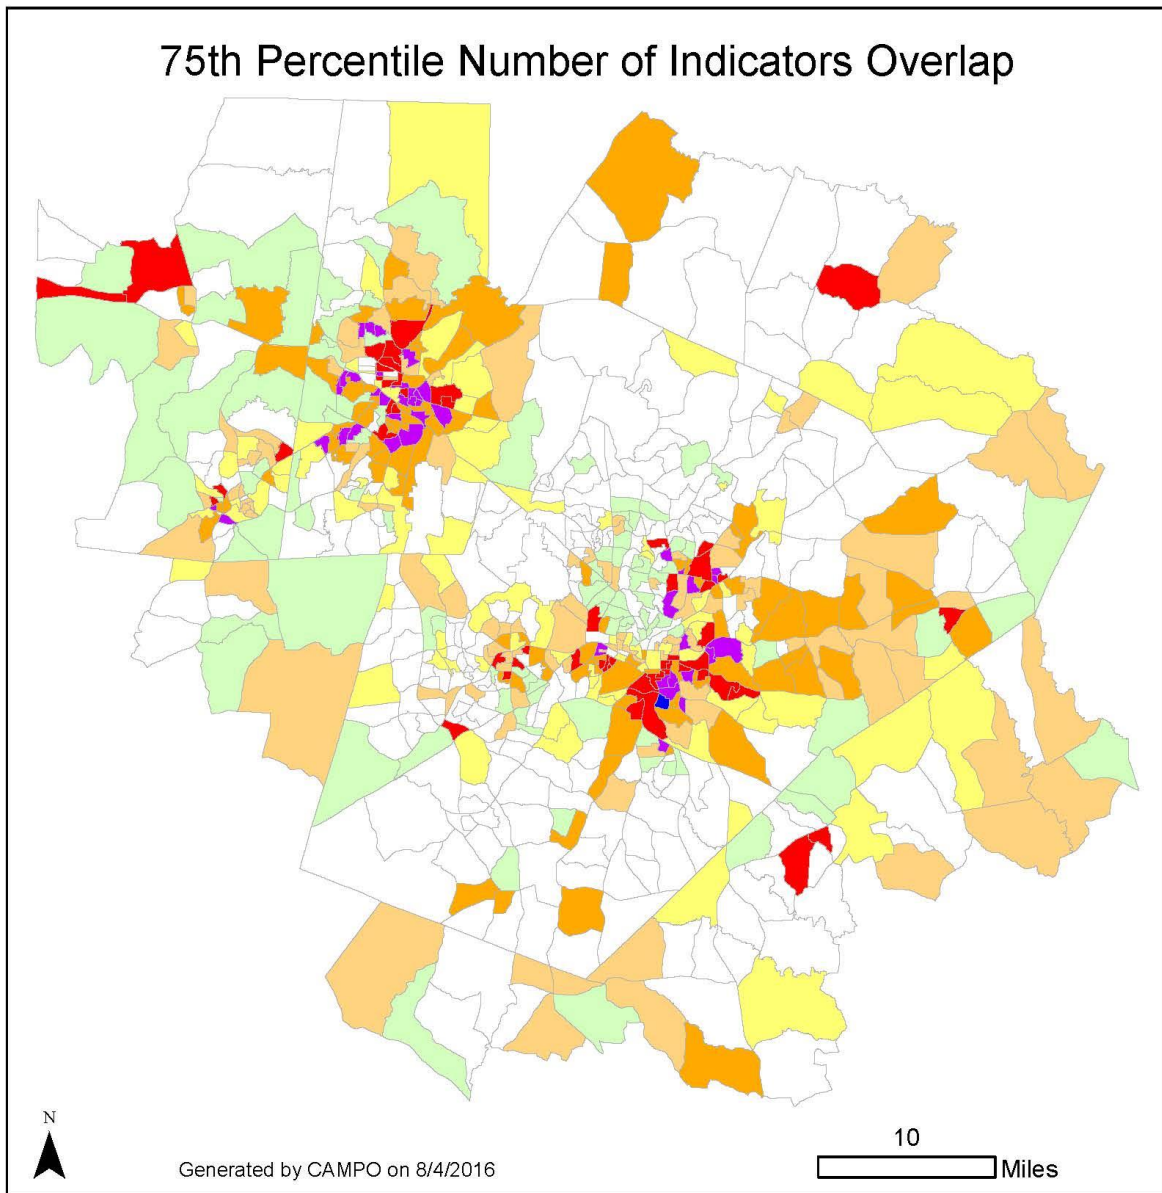 75th Percentile Number of Indicators Overlap
N
10
Generated by CAMPO on 8/4/2016
Miles